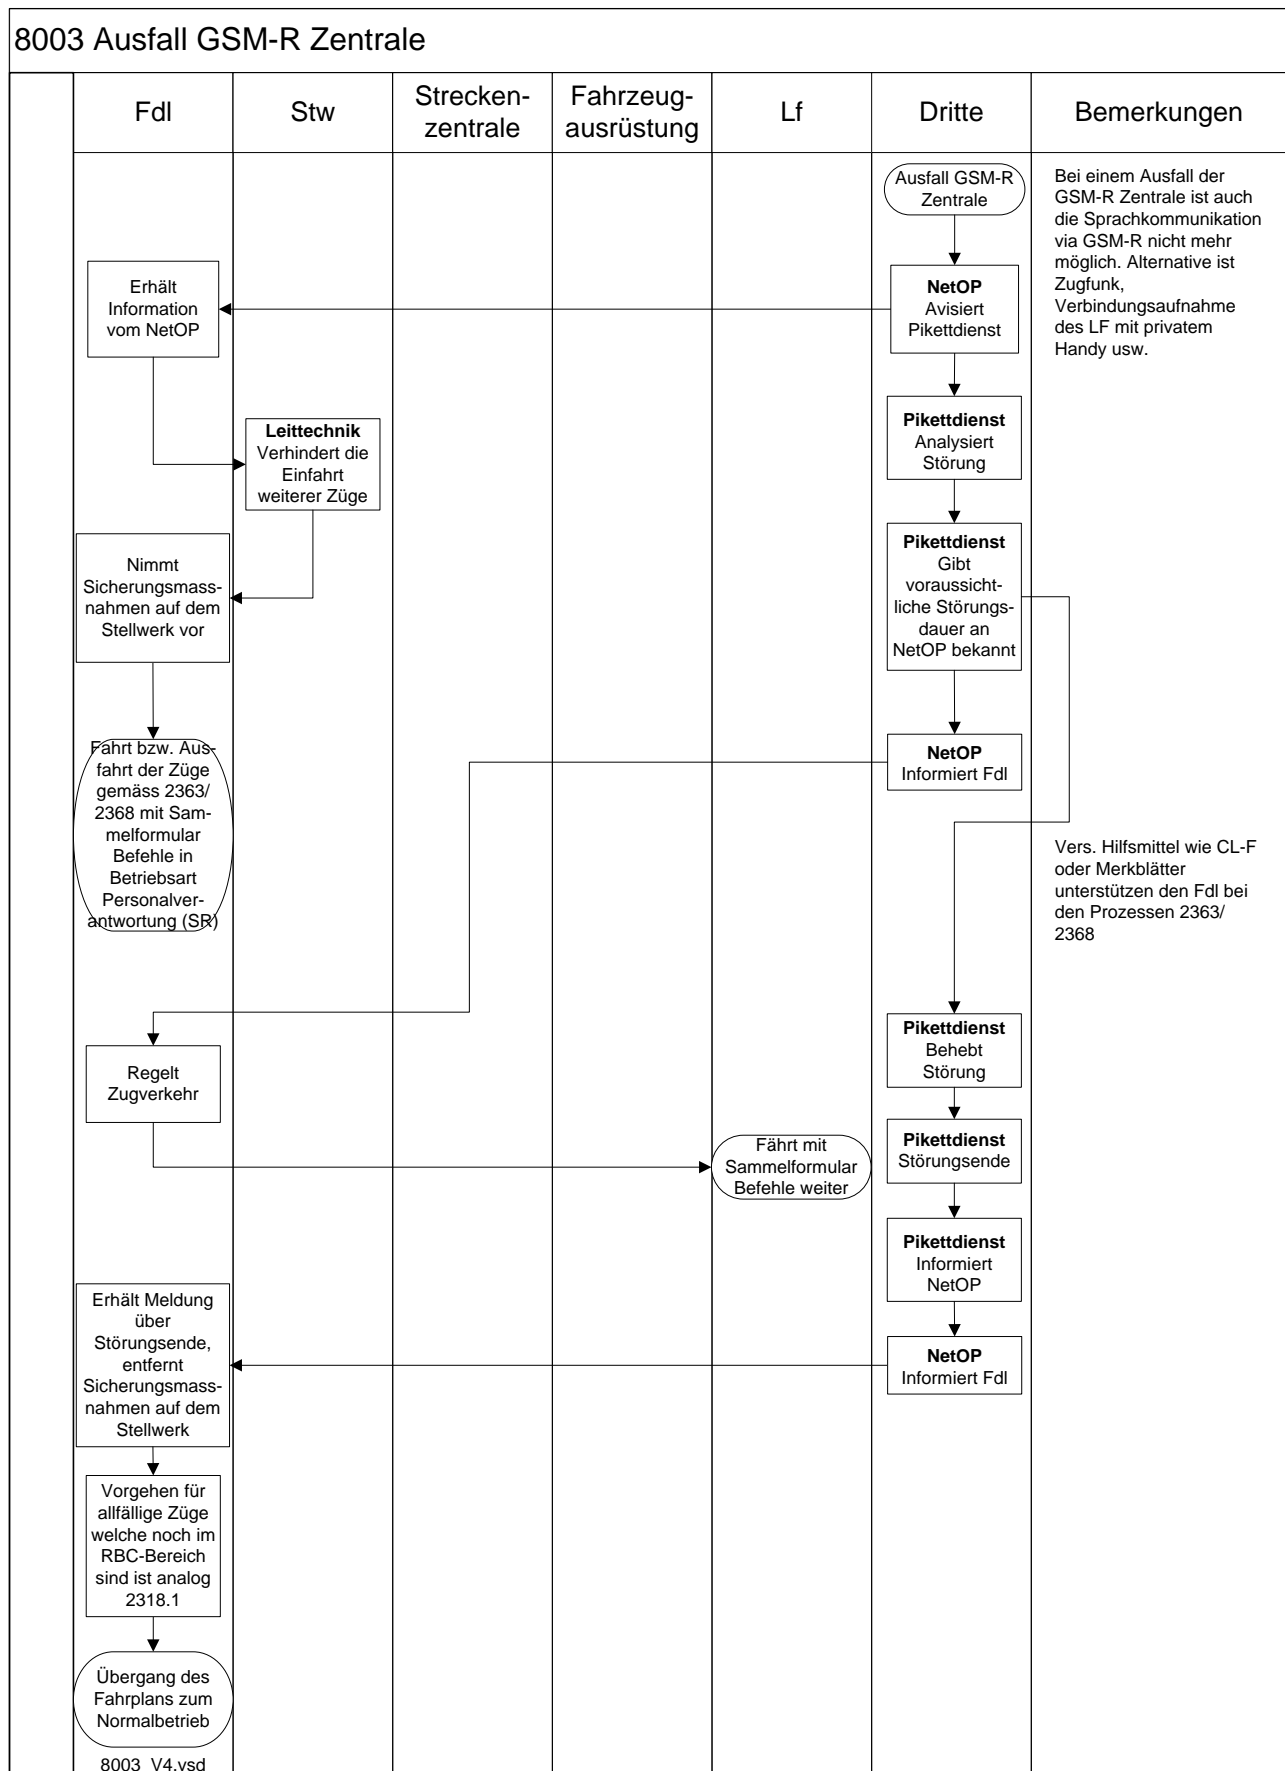 8003 Ausfall GSM-R Zentrale
Fdl
Stw
Strecken-
zentrale
Fahrzeug-
ausrüstung
Lf
Dritte
Bemerkungen
Ausfall GSM-R
Zentrale
Bei einem Ausfall der
GSM-R Zentrale ist auch
die Sprachkommunikation
via GSM-R nicht mehr
möglich. Alternative ist
Zugfunk,
Verbindungsaufnahme
des LF mit privatem
Handy usw.
NetOP
Avisiert
Pikettdienst
Erhält
Information
vom NetOP
Leittechnik
Verhindert die
Einfahrt
weiterer Züge
Pikettdienst
Analysiert
Störung
Nimmt
Sicherungsmass-
nahmen auf dem
Stellwerk vor
Pikettdienst
Gibt
voraussicht-
liche Störungs-
dauer an
NetOP bekannt
Fahrt bzw. Aus-
fahrt der Züge
gemäss 2363/
2368 mit Sam-
melformular
Befehle in
Betriebsart
Personalver-
antwortung (SR)
NetOP
Informiert Fdl
Vers. Hilfsmittel wie CL-F
oder Merkblätter
unterstützen den Fdl bei
den Prozessen 2363/
2368
Pikettdienst
Behebt
Störung
Regelt
Zugverkehr
Fährt mit
Sammelformular
Befehle weiter
Pikettdienst
Störungsende
Pikettdienst
Informiert
NetOP
Erhält Meldung
über
Störungsende,
entfernt
Sicherungsmass-
nahmen auf dem
Stellwerk
NetOP
Informiert Fdl
Vorgehen für
allfällige Züge
welche noch im
RBC-Bereich
sind ist analog
2318.1
Übergang des
Fahrplans zum
Normalbetrieb
8003_V4.vsd